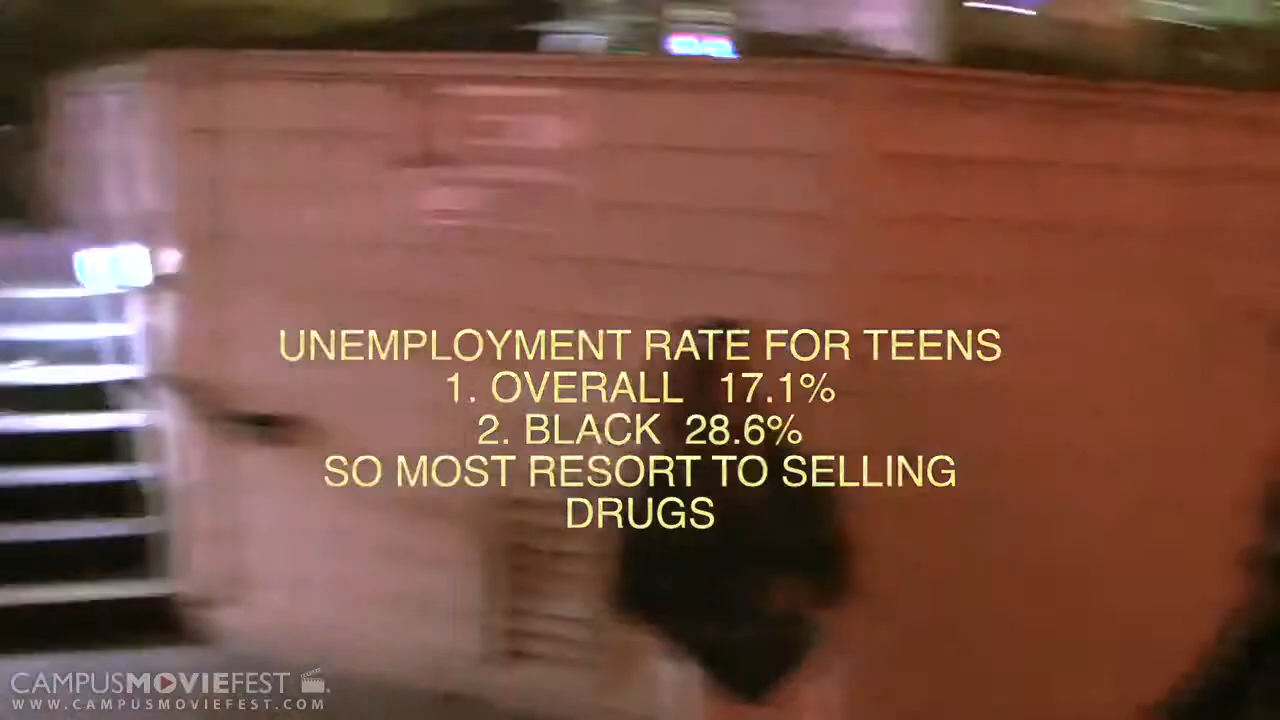 UNEMPLOYMENT RATE FOR TEENS
1. OVERALL 17.1%
2. BLACK 28.6%
SO MOST RESORT TO SELLING
DRUGS
CAMPUSMOVIEFEST
WWW.CAMPUSMOVIEFEST.COM